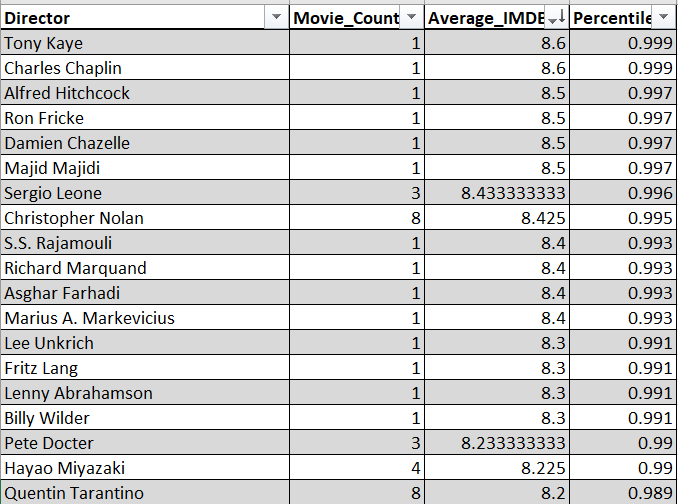 Director Movie_Count Average_IMDB Percentile
Tony Kaye 1 8.6 0.999
Charles Chaplin 1 8.6 0.999
Alfred Hitchcock 1 8.5 0.997
Ron Fricke 1 8.5 0.997
Damien Chazelle 1 8.5 0.997
Majid Majidi 1 8.5 0.997
Sergio Leone 3 8.433333333 0.996
Christopher Nolan 8 8.425 0.995
S.S. Rajamouli 1 8.4 0.993
Richard Marquand 1 8.4 0.993
Asghar Farhadi 1 8.4 0.993
Marius A. Markevicius 1 8.4 0.993
Lee Unkrich 1 8.3 0.991
Fritz Lang 1 8.3 0.991
Lenny Abrahamson 1 8.3 0.991
Billy Wilder 1 8.3 0.991
Pete Docter 3 8.233333333 0.99
Hayao Miyazaki 4 8.225 0.99
Quentin Tarantino 8 8.2 0.989